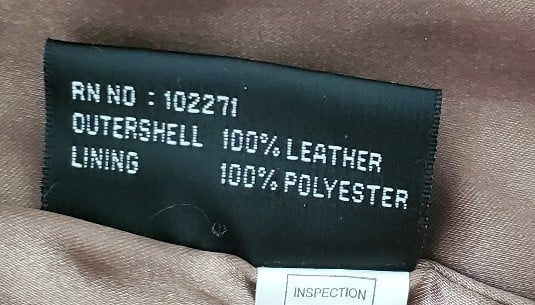 RN NO : 102271
OUTERSHELL 100% LEATHER
LINING 100% POLYESTER
INSPECTION